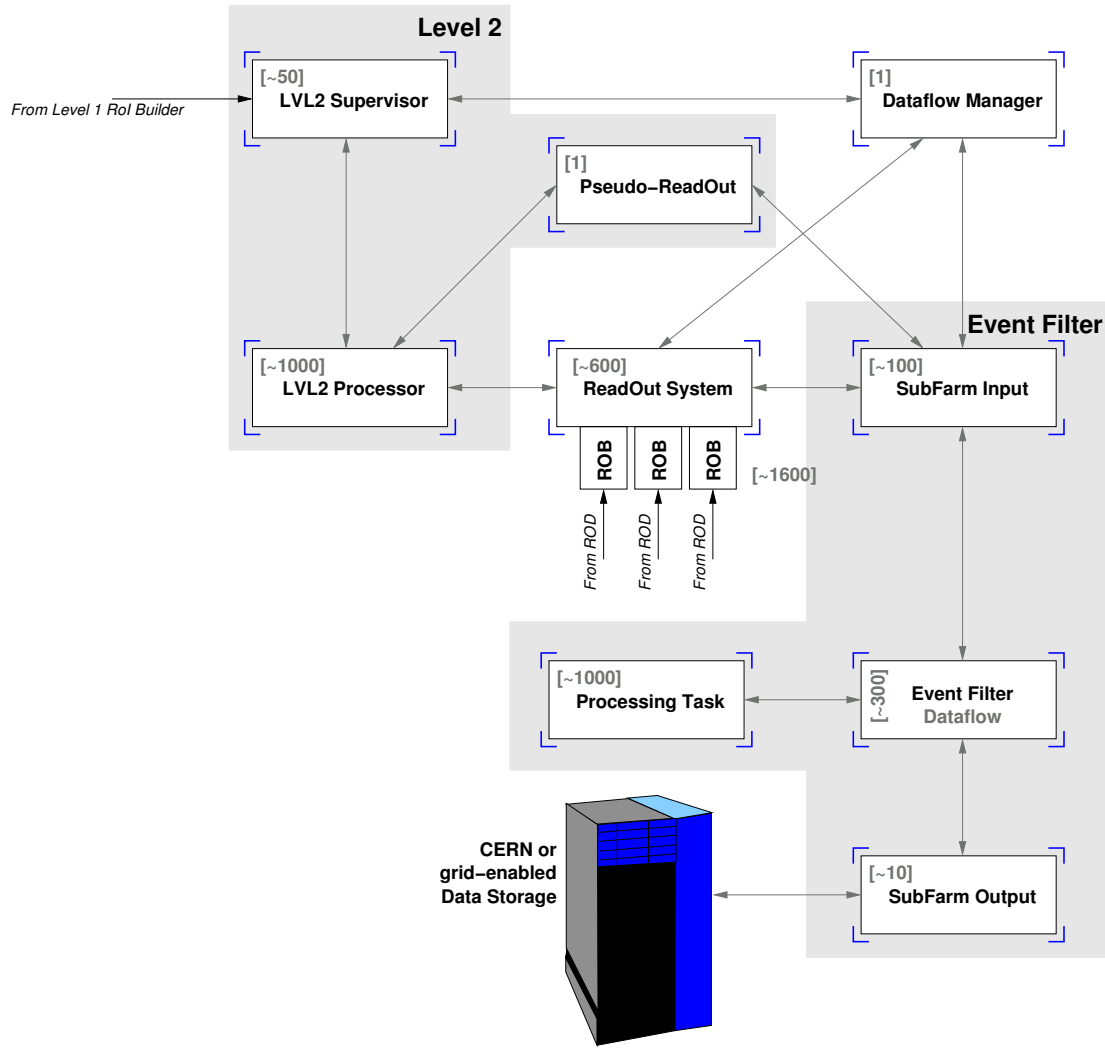 Level 2
[~50]
LVL2 Supervisor
[1]
Dataflow Manager
From Level 1 RoI Builder
[1]
Pseudo−ReadOut
Event Filter
[~1000]
LVL2 Processor
[~600]
ReadOut System
[~100]
SubFarm Input
ROB
ROB
ROB
[~1600]
From ROD
From ROD
From ROD
[~1000]
Processing Task
[~300]
Event Filter
Dataflow
CERN or
grid−enabled
Data Storage
[~10]
SubFarm Output